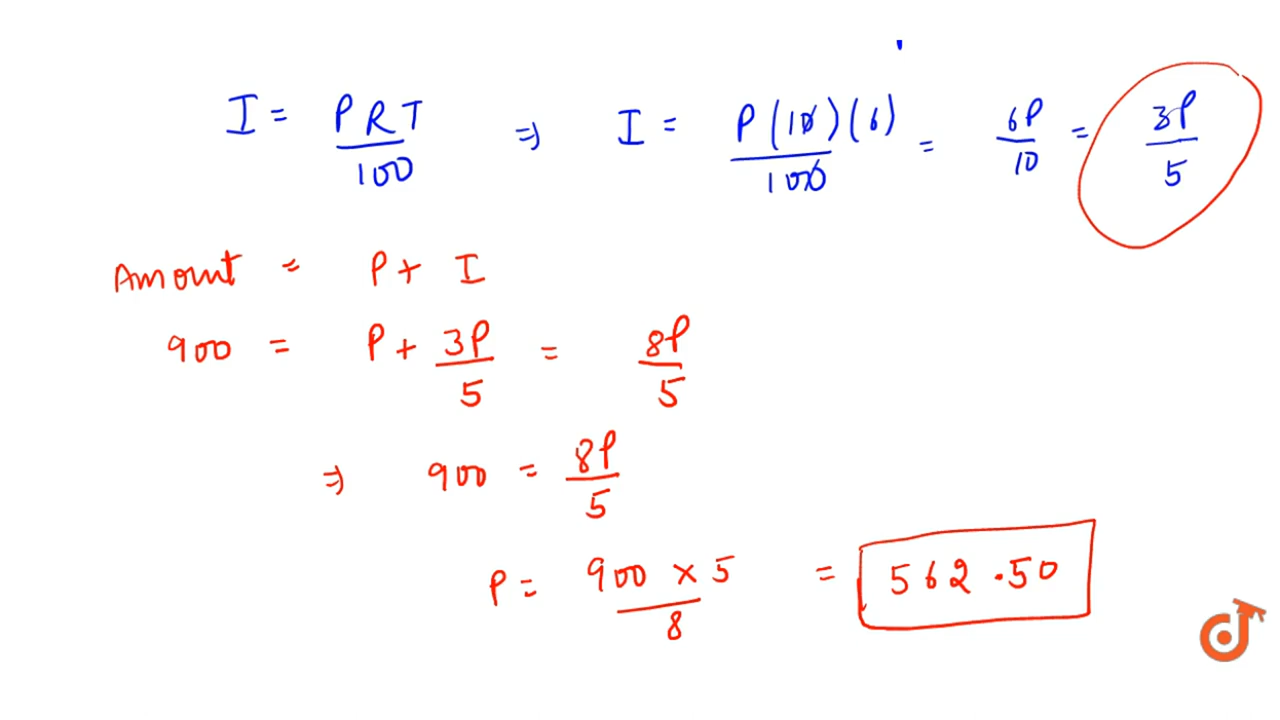 I = PRT/100 ⇒ I = P(10)(6)/100 = 6P/10 = 3P/5
Amount = P + I
900 = P + 3P/5 = 8P/5
⇒ 900 = 8P/5
P = 900 × 5/8 = 562.50